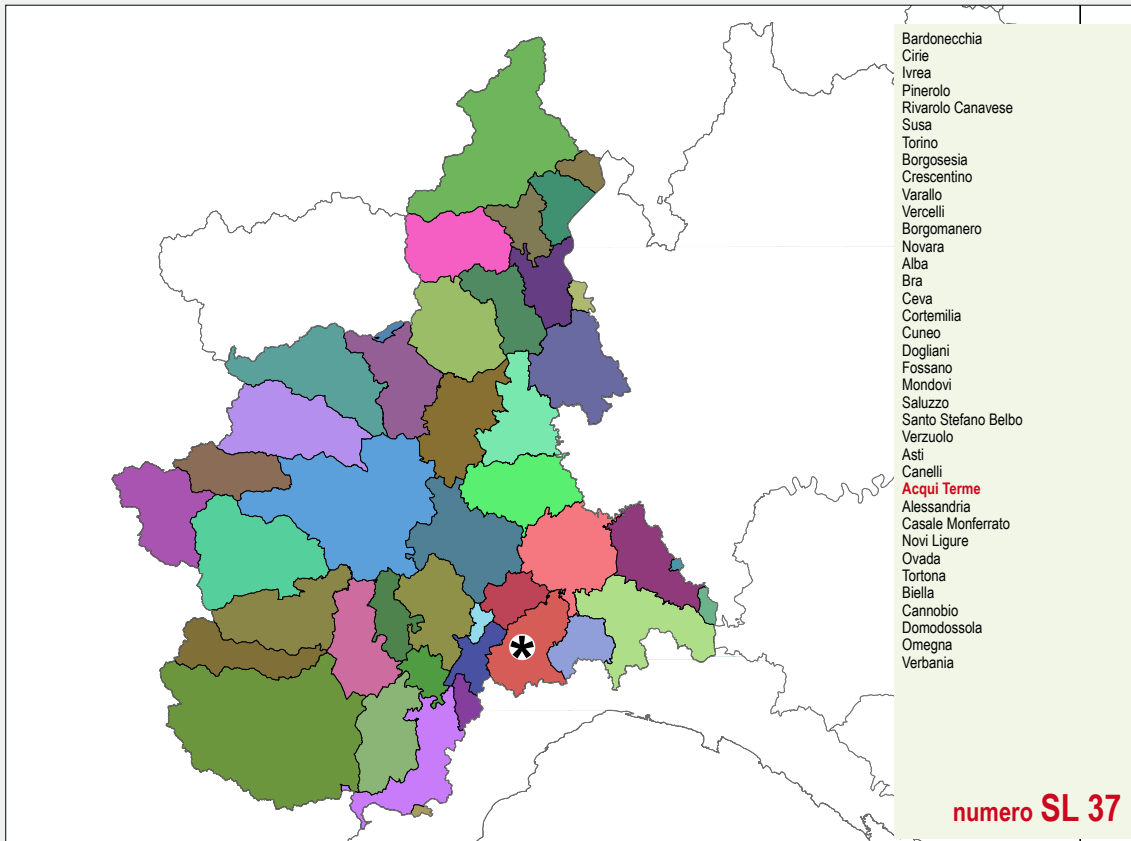 Bardonecchia
Cirie
Ivrea
Pinerolo
Rivarolo Canavese
Susa
Torino
Borgosesia
Crescentino
Varallo
Vercelli
Borgomanero
Novara
Alba
Bra
Ceva
Cortemilia
Cuneo
Dogliani
Fossano
Mondovi
Saluzzo
Santo Stefano Belbo
Verzuolo
Asti
Canelli
Acqui Terme
Alessandria
Casale Monferrato
Novi Ligure
Ovada
Tortona
Biella
Cannobio
Domodossola
Omegna
Verbania
*
numero SL 37